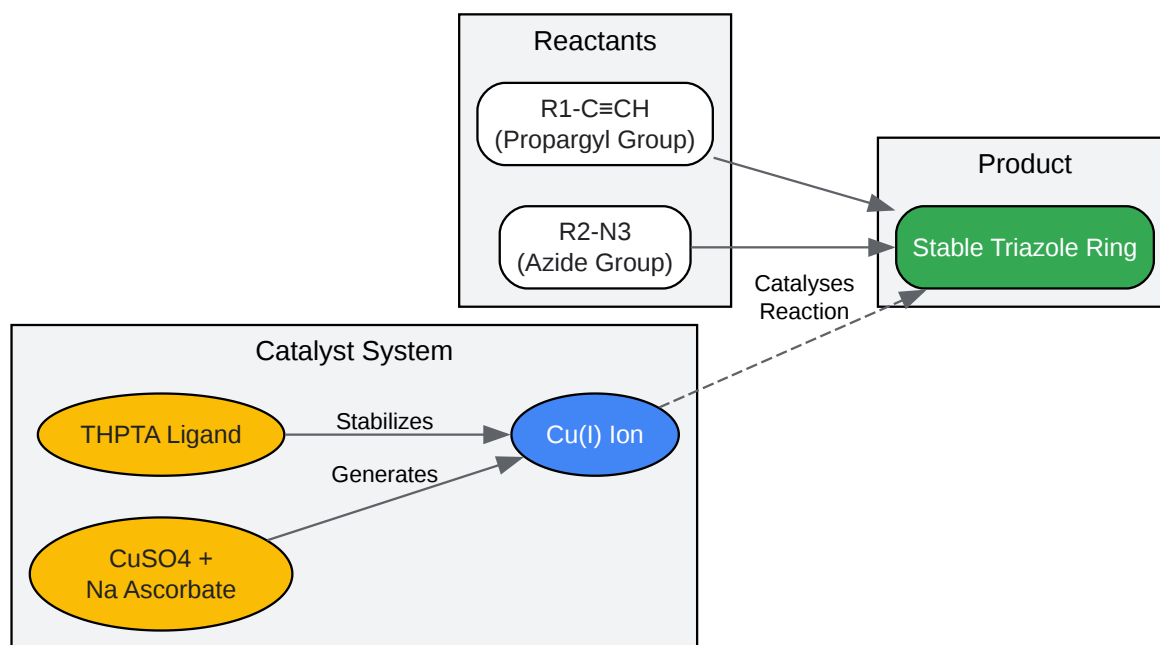 Reactants
R1-C≡CH
(Propargyl Group)
R2-N3
(Azide Group)
Product
Stable Triazole Ring
Catalyses
Reaction
Catalyst System
THPTA Ligand
Stabilizes
Cu(I) Ion
Generates
CuSO4 +
Na Ascorbate